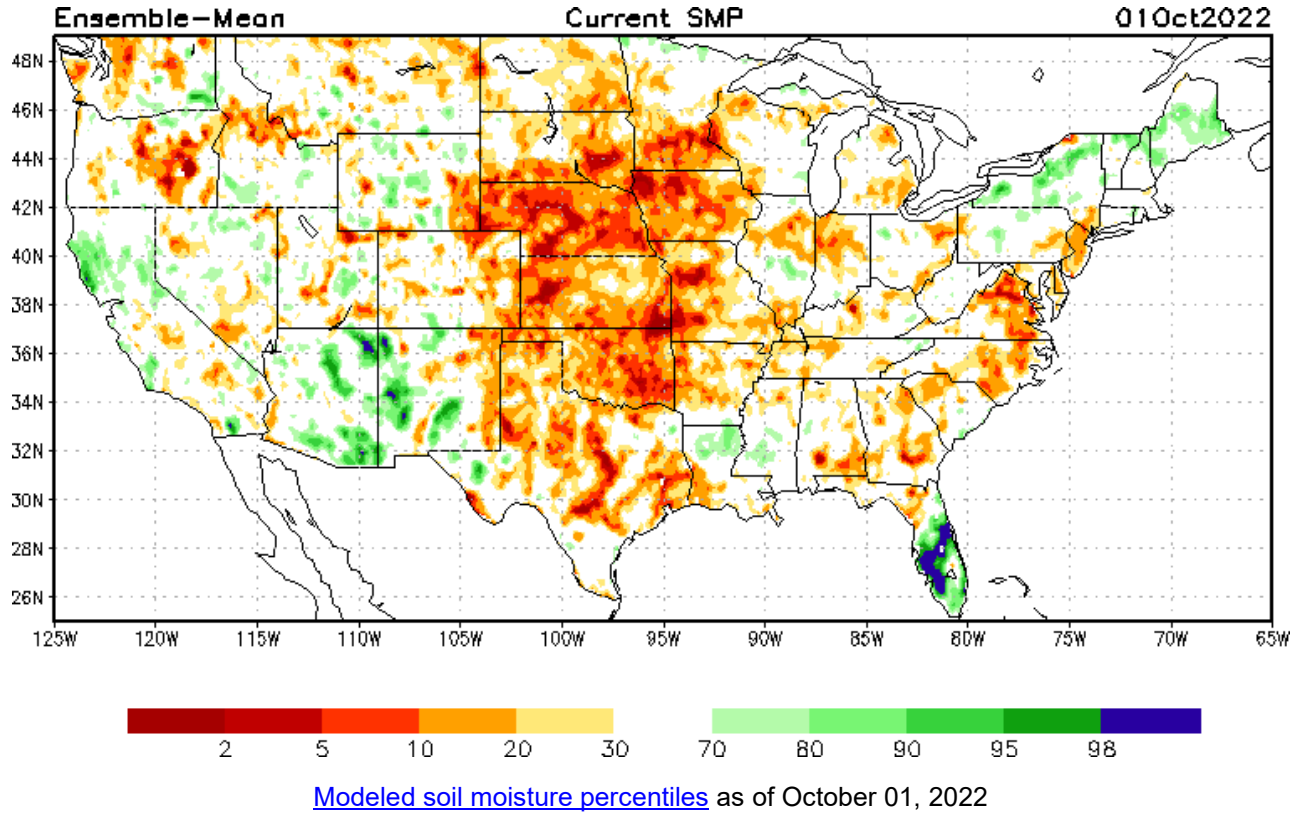 Ensemble-Mean Current SMP 01Oct2022
48N
46N
44N
42N
40N
38N
36N
34N
32N
30N
28N
26N
125W 120W 115W 110W 105W 100W 95W 90W 85W 80W 75W 70W 65W
2 5 10 20 30 70 80 90 95 98
Modeled soil moisture percentiles as of October 01, 2022